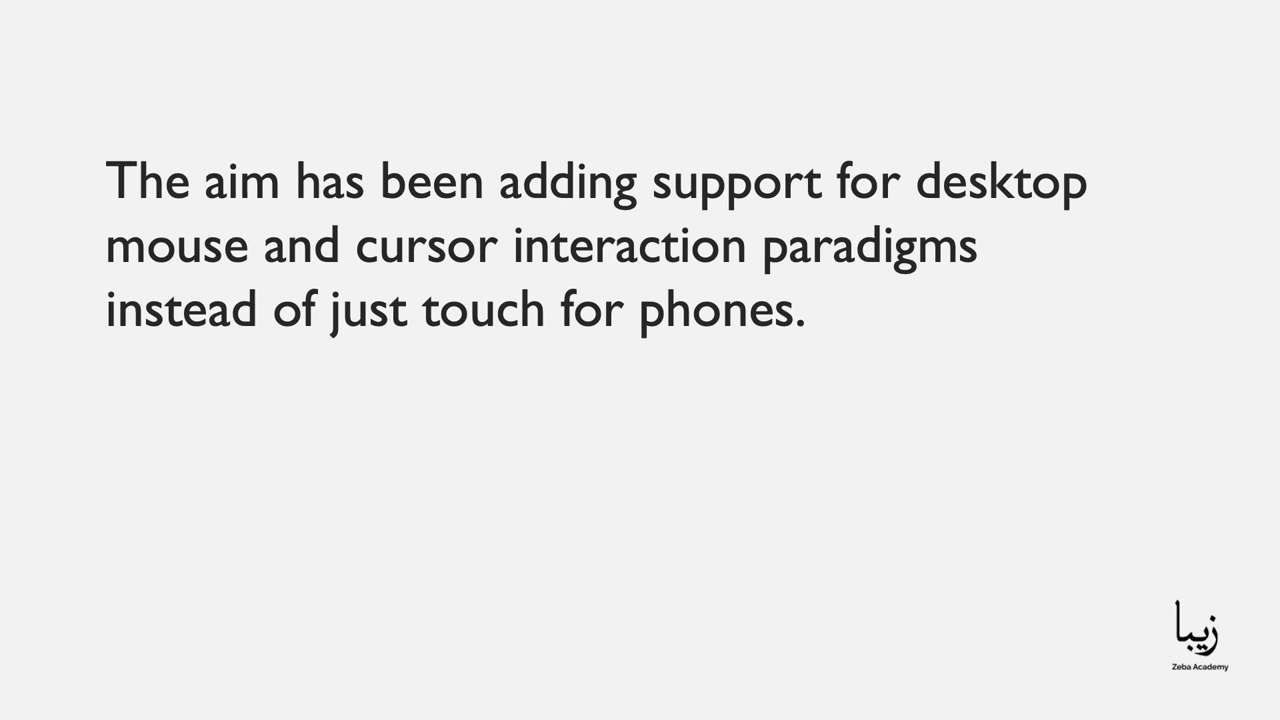 The aim has been adding support for desktop
mouse and cursor interaction paradigms
instead of just touch for phones.
زیبا
Zeba Academy